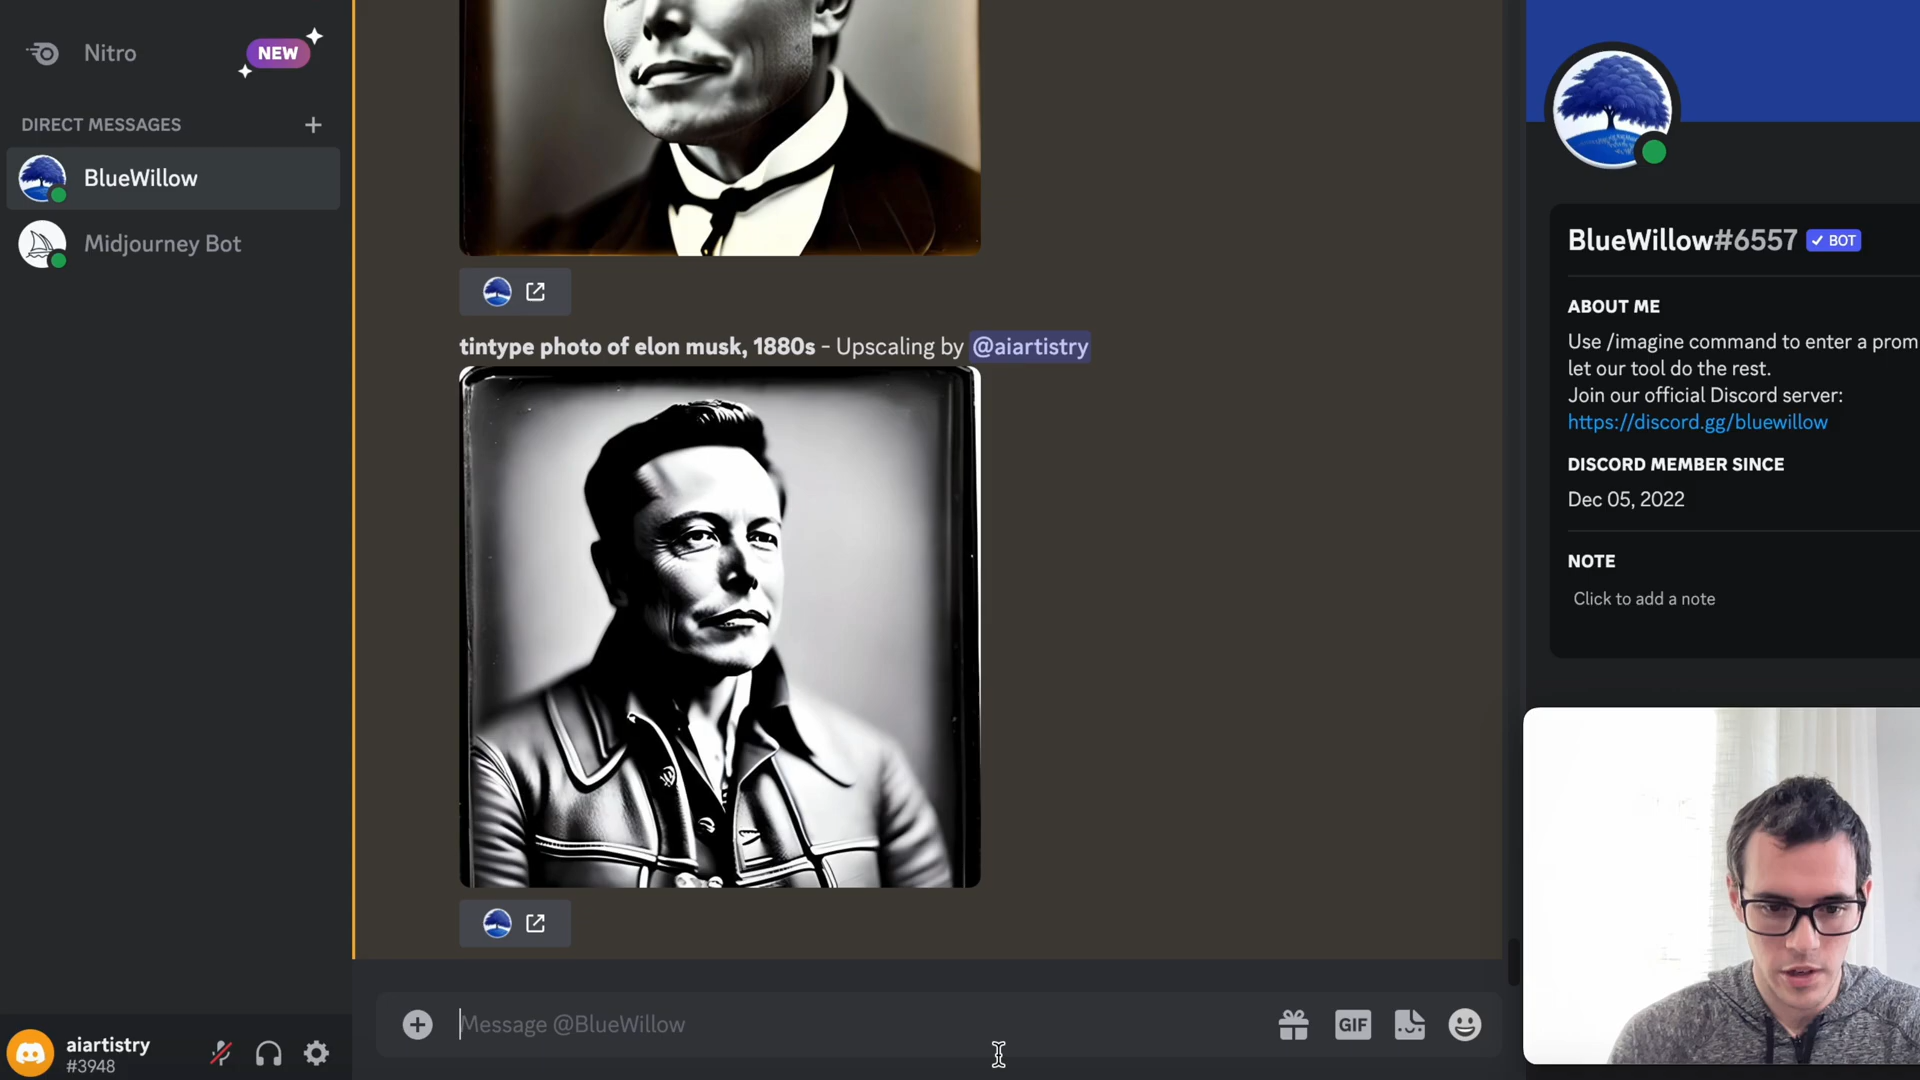 Nitro
NEW
DIRECT MESSAGES
BlueWillow
Midjourney Bot
tintype photo of elon musk, 1880s - Upscaling by @aiartistry
Message @BlueWillow
GIF
aiartistry
#3948
BlueWillow#6557
BOT
ABOUT ME
Use /imagine command to enter a prom
let our tool do the rest.
Join our official Discord server:
https://discord.gg/bluewillow
DISCORD MEMBER SINCE
Dec 05, 2022
NOTE
Click to add a note